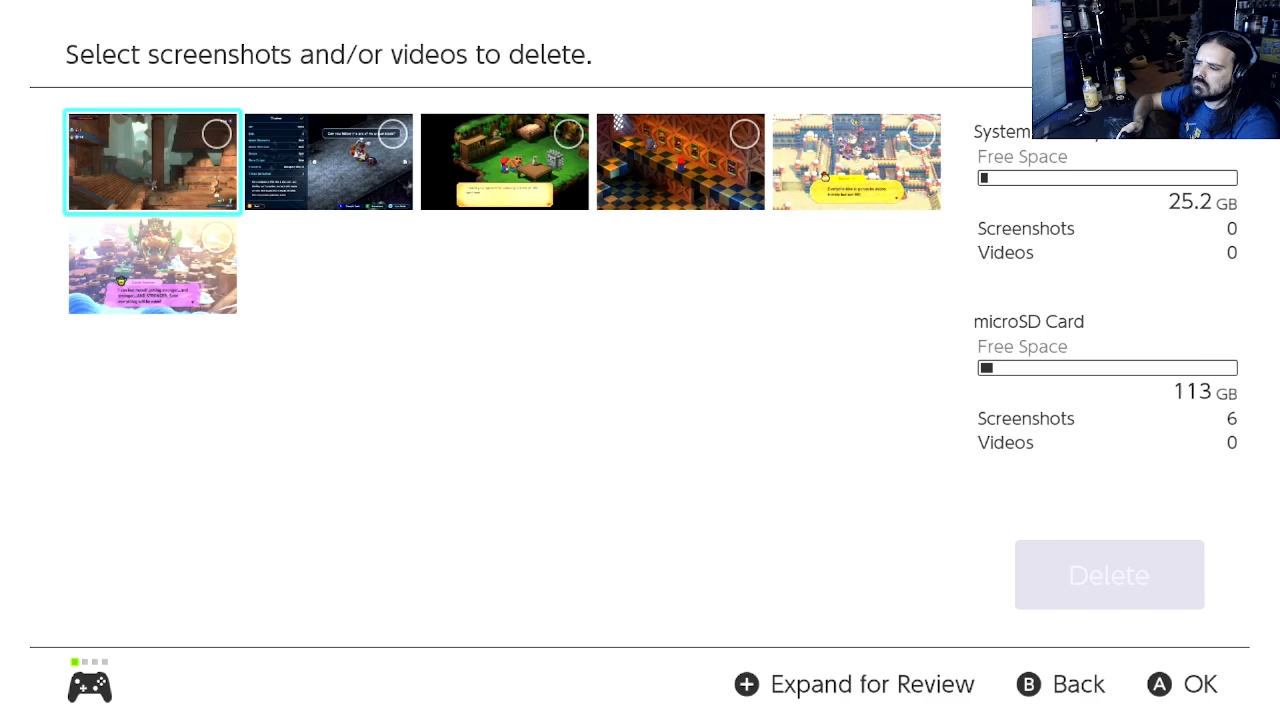 Select screenshots and/or videos to delete.
System
Free Space
25.2 GB
Screenshots 0
Videos 0
microSD Card
Free Space
113 GB
Screenshots 6
Videos 0
Delete
Expand for Review
B Back
A OK